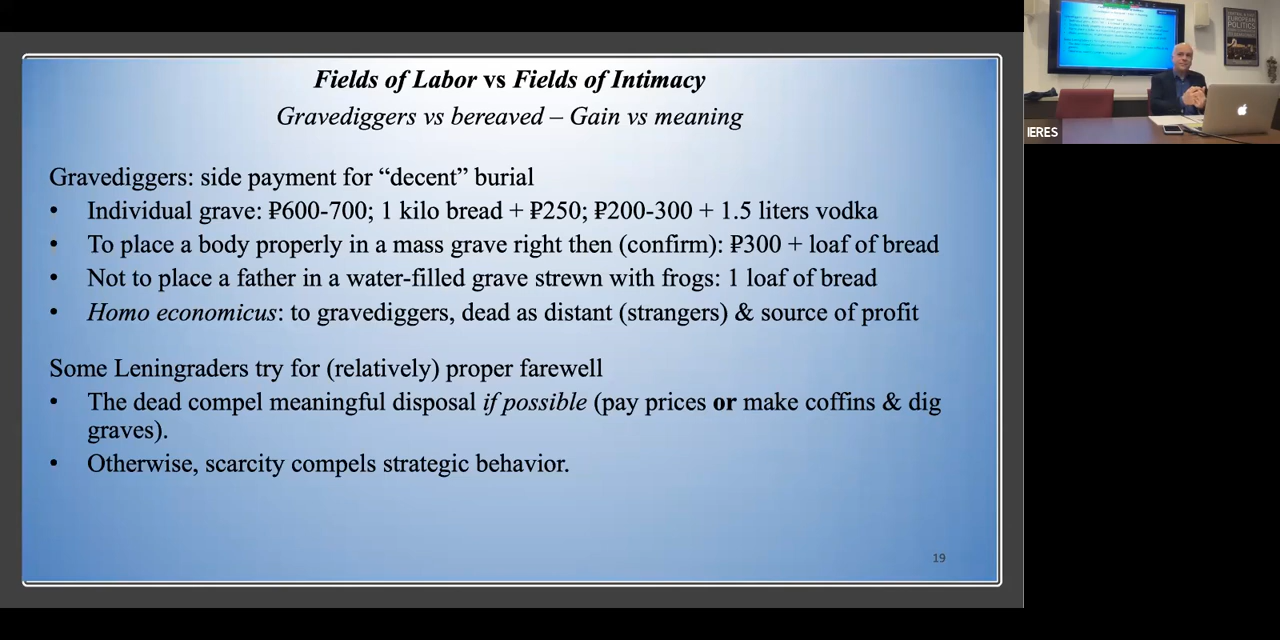 Fields of Labor vs Fields of Intimacy
Gravediggers vs bereaved – Gain vs meaning
Gravediggers: side payment for “decent” burial
• Individual grave: ₽600-700; 1 kilo bread + ₽250; ₽200-300 + 1.5 liters vodka
• To place a body properly in a mass grave right then (confirm): ₽300 + loaf of bread
• Not to place a father in a water-filled grave strewn with frogs: 1 loaf of bread
• Homo economicus: to gravediggers, dead as distant (strangers) & source of profit
Some Leningraders try for (relatively) proper farewell
• The dead compel meaningful disposal if possible (pay prices or make coffins & dig
graves).
• Otherwise, scarcity compels strategic behavior.
19
IERES
EUROPEAN
POLITICS